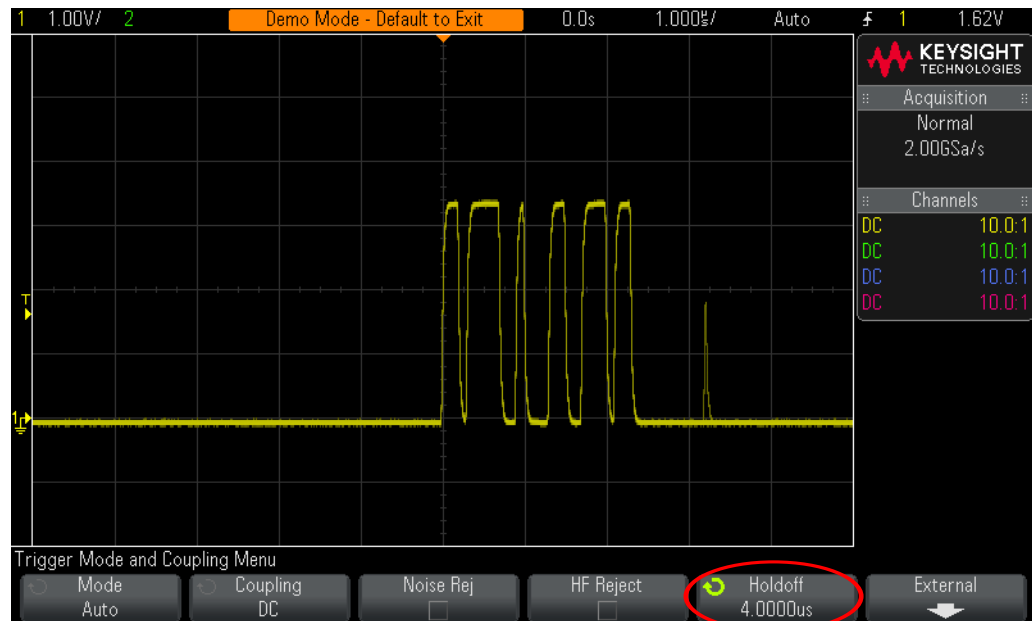 1 1.00V/ 2 Demo Mode - Default to Exit 0.0s 1.000µs/ Auto 1 1.62V
KEYSIGHT
TECHNOLOGIES
Acquisition
Normal
2.00GSa/s
Channels
DC 10.0:1
DC 10.0:1
DC 10.0:1
DC 10.0:1
T
1
Trigger Mode and Coupling Menu
Mode
Auto
Coupling
DC
Noise Rej
HF Reject
Holdoff
4.0000us
External